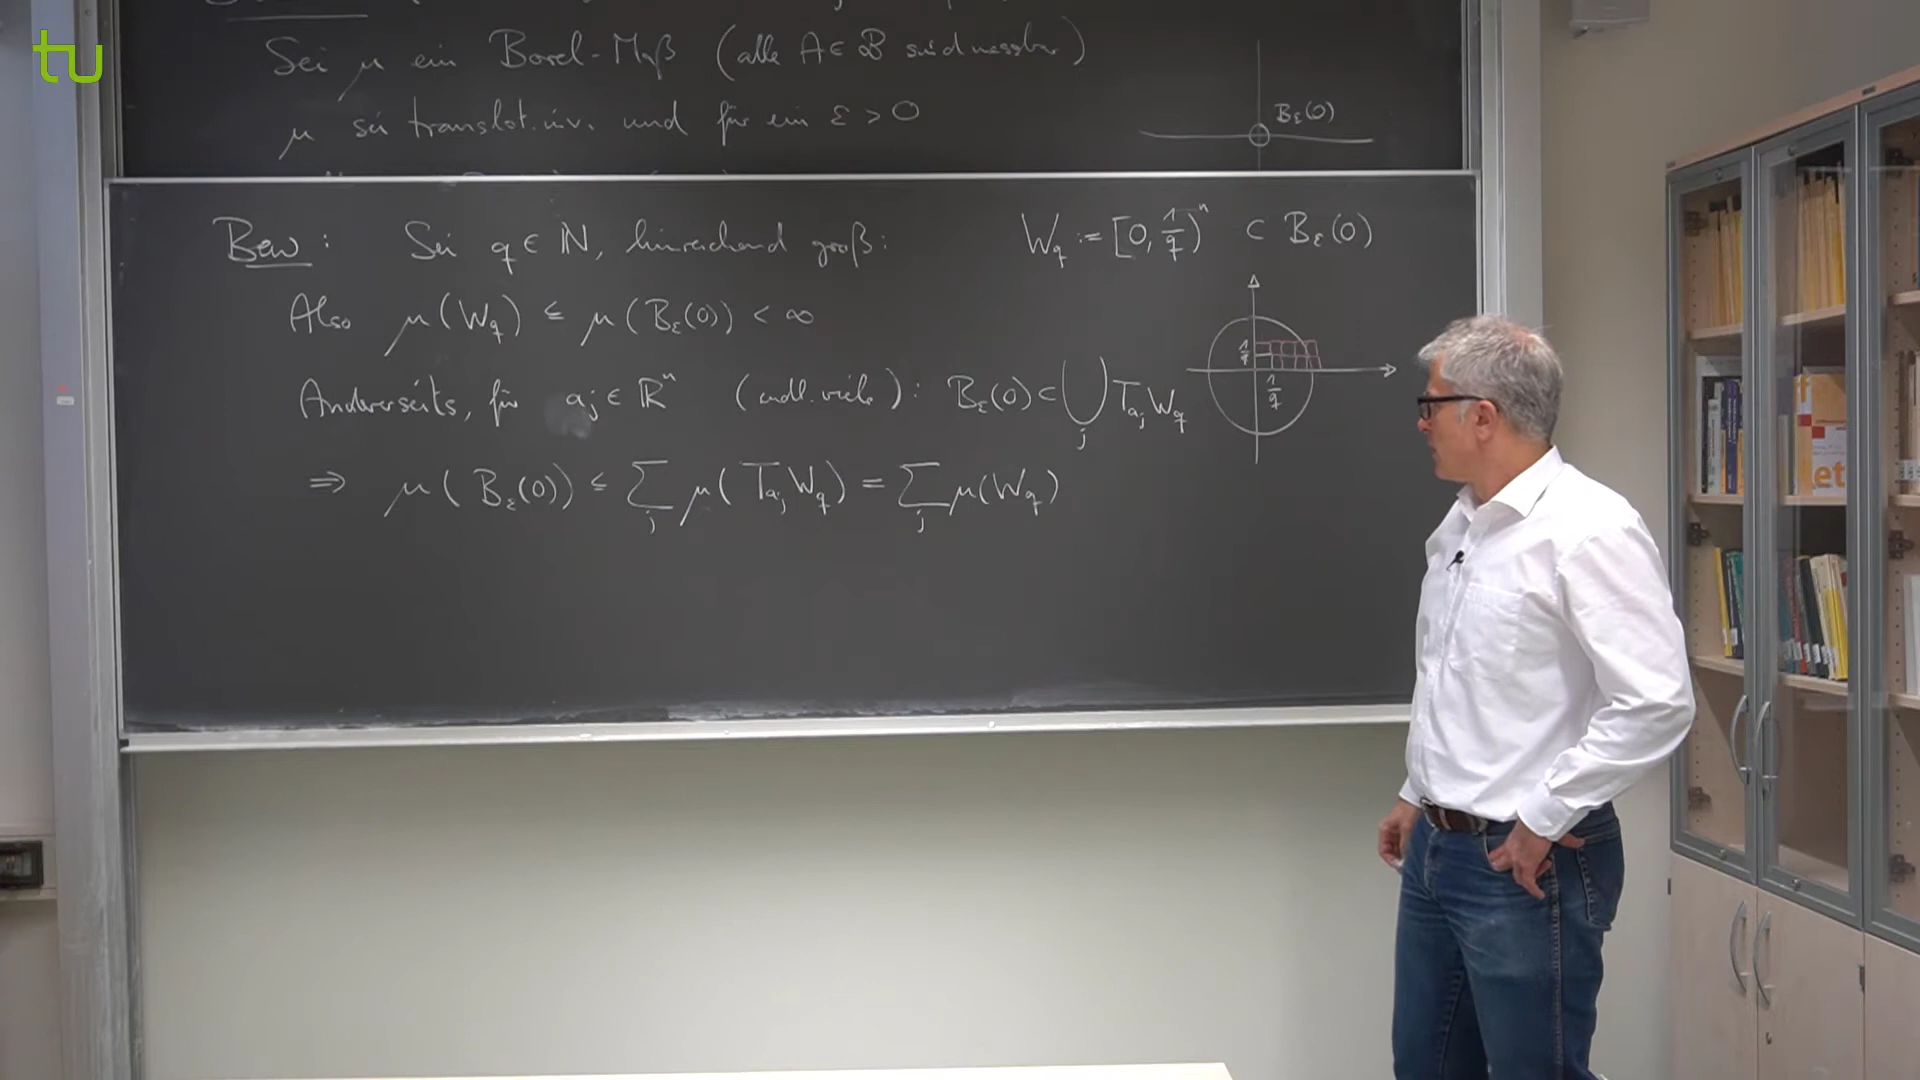 tu
Sei μ ein Borel-Maß (alle A ∈ 𝓑 sind messbar)
μ sei translat.inv. und für ein ε > 0
B_ε(0)
Bew: Sei q ∈ ℕ, hinreichend groß: W_q := [0, 1/q)^n ⊂ B_ε(0)
Also μ(W_q) ≤ μ(B_ε(0)) < ∞
1/q
1/q
Andererseits, für a_j ∈ ℝ^n (endl. viele): B_ε(0) ⊂ ⋃_j T_{a_j} W_q
⇒ μ(B_ε(0)) ≤ ∑_j μ(T_{a_j} W_q) = ∑_j μ(W_q)
et